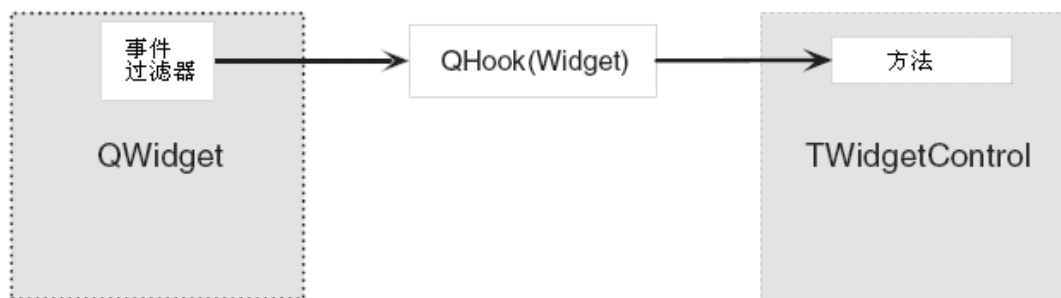 事件
过滤器
QHook(Widget)
方法
QWidget
TWidgetControl